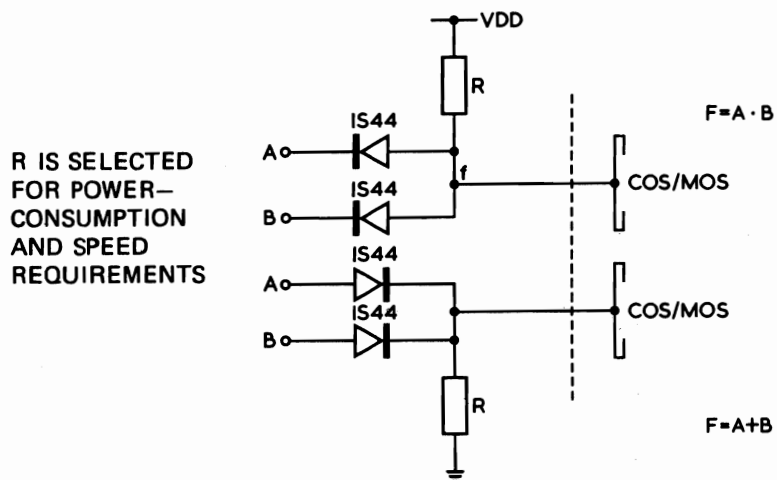 VDD
R
IS44
F=A · B
A
R IS SELECTED
FOR POWER—
CONSUMPTION
AND SPEED
REQUIREMENTS
f
IS44
COS/MOS
B
IS44
A
IS44
COS/MOS
B
R
F=A+B